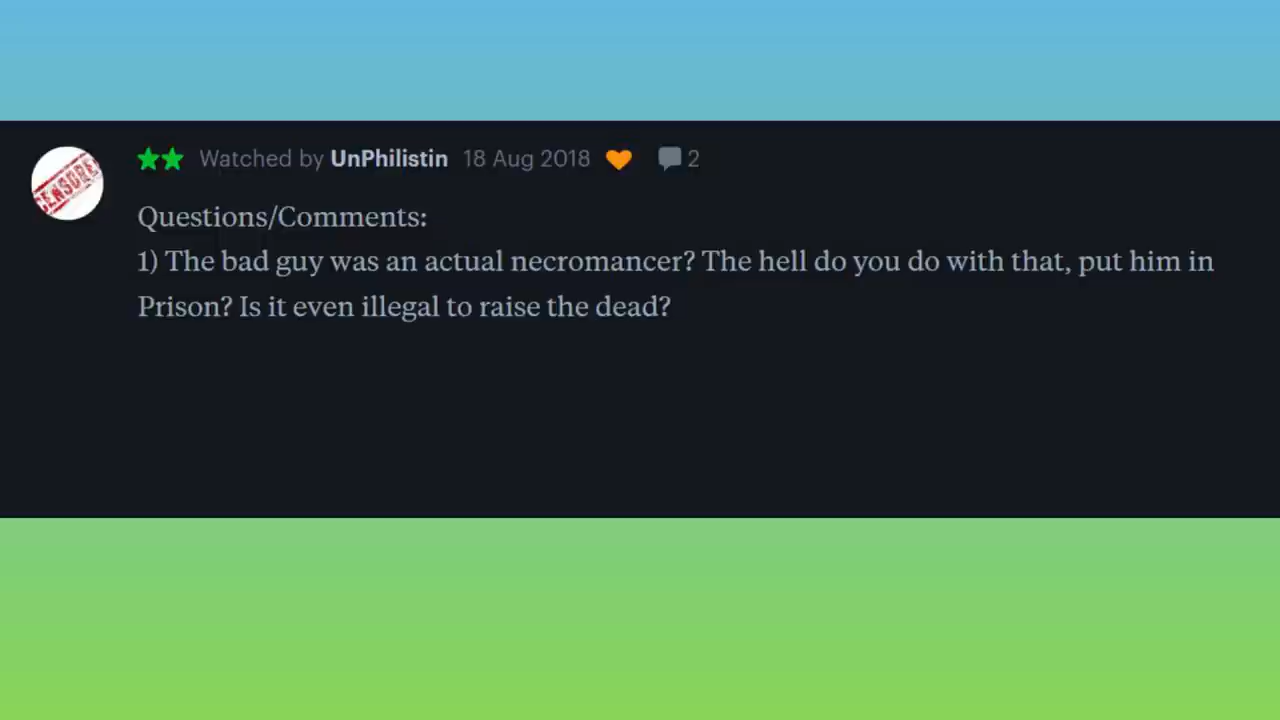 CENSORED
Watched by UnPhilistin 18 Aug 2018 2
Questions/Comments:
1) The bad guy was an actual necromancer? The hell do you do with that, put him in
Prison? Is it even illegal to raise the dead?